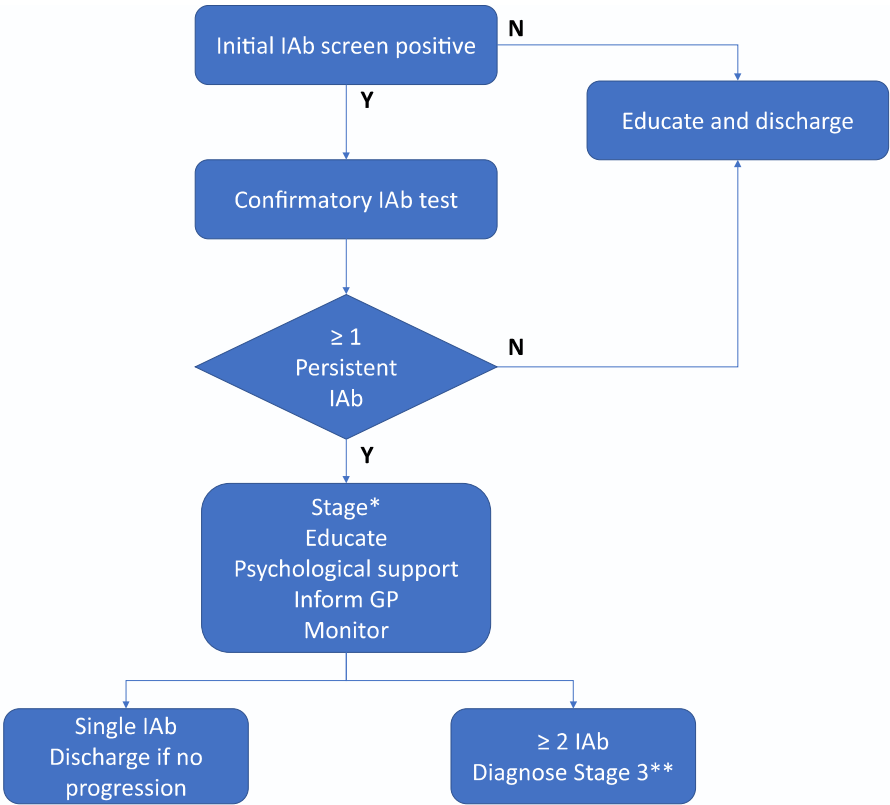 Initial IAb screen positive
N
Y
Educate and discharge
Confirmatory IAb test
≥ 1
Persistent
IAb
N
Y
Stage*
Educate
Psychological support
Inform GP
Monitor
Single IAb
Discharge if no
progression
≥ 2 IAb
Diagnose Stage 3**